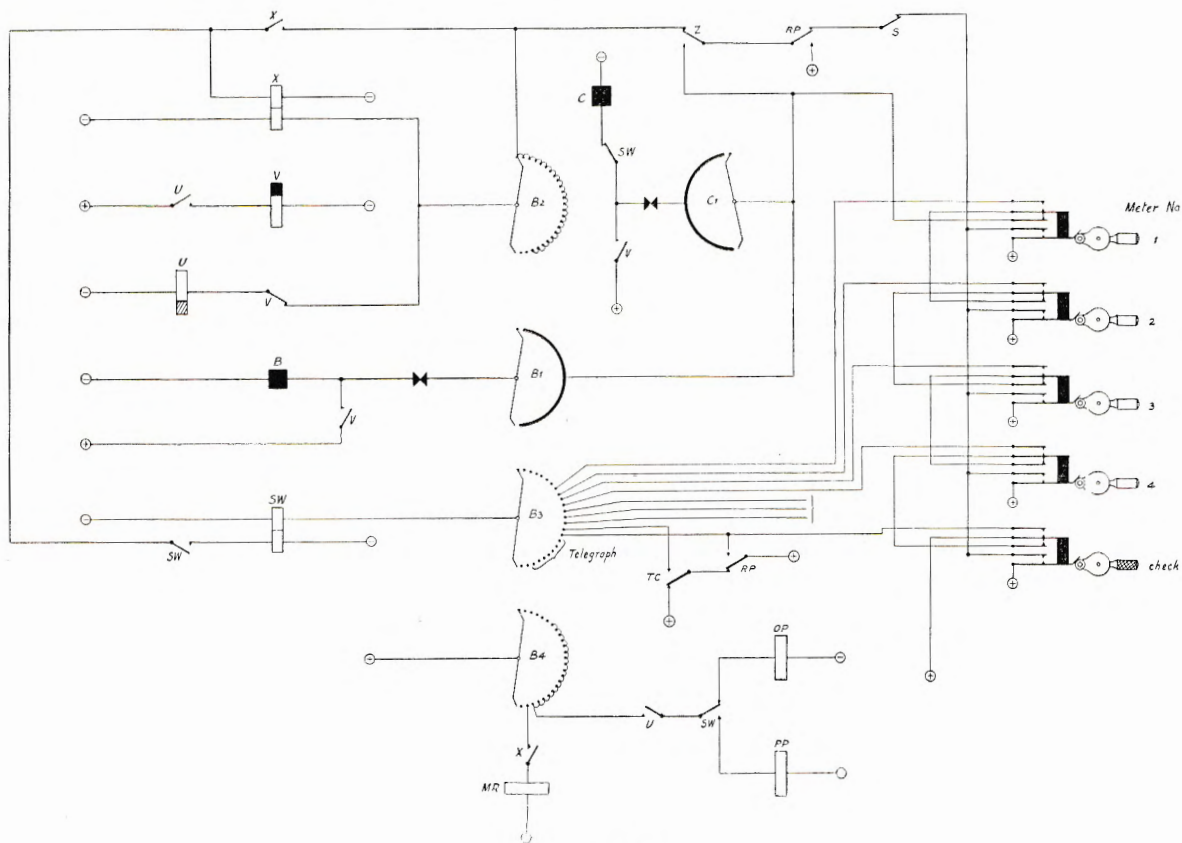 X
Z
RP
S
X
C
SW
V
U
B2
C1
Meter No
1
U
V
V
2
B
B1
3
V
4
SW
B3
Telegraph
SW
TC
RP
check
B4
OP
U
SW
X
PP
MR